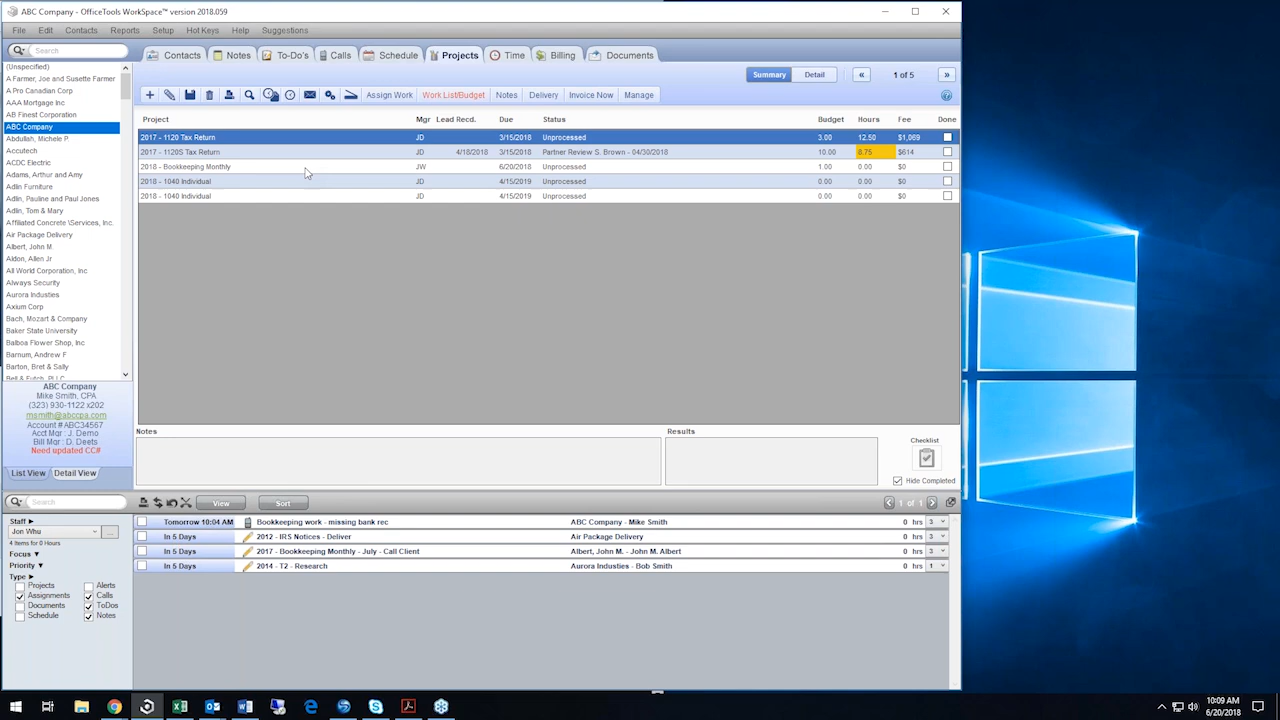 ABC Company - OfficeTools WorkSpace™ version 2018.059
File Edit Contacts Reports Setup Hot Keys Help Suggestions
Search
Contacts Notes To-Do's Calls Schedule Projects Time Billing Documents
Summary Detail « 1 of 5 »
Assign Work Work List/Budget Notes Delivery Invoice Now Manage
(Unspecified)
A Farmer, Joe and Susette Farmer
A Pro Canadian Corp
AAA Mortgage Inc
AB Finest Corporation
ABC Company
Abdullah, Michele P.
Accutech
ACDC Electric
Adams, Arthur and Amy
Adlin Furniture
Adlin, Pauline and Paul Jones
Adlin, Tom & Mary
Affiliated Concrete \Services, Inc.
Air Package Delivery
Albert, John M.
Aldon, Allen Jr
All World Corporation, Inc
Always Security
Aurora Industies
Axium Corp
Bach, Mozart & Company
Baker State University
Balboa Flower Shop, Inc
Barnum, Andrew F
Barton, Bret & Sally
Bell & Futch, PLLC
Project Mgr Lead Recd. Due Status Budget Hours Fee Done
2017 - 1120 Tax Return JD 3/15/2018 Unprocessed 3.00 12.50 $1,069
2017 - 1120S Tax Return JD 4/18/2018 3/15/2018 Partner Review S. Brown - 04/30/2018 10.00 8.75 $614
2018 - Bookkeeping Monthly JW 6/20/2018 Unprocessed 1.00 0.00 $0
2018 - 1040 Individual JD 4/15/2019 Unprocessed 0.00 0.00 $0
2018 - 1040 Individual JD 4/15/2019 Unprocessed 0.00 0.00 $0
ABC Company
Mike Smith, CPA
(323) 930-1122 x202
msmith@abccpa.com
Account # ABC34567
Acct Mgr : J. Demo
Bill Mgr : D. Deets
Need updated CC#
List View Detail View
Notes
Results
Checklist
Hide Completed
Search
View Sort
1 of 1
Staff
Jon Whu
...
4 Items for 0 Hours
Focus
Priority
Type
Projects Alerts
Assignments Calls
Documents ToDos
Schedule Notes
Tomorrow 10:04 AM Bookkeeping work - missing bank rec ABC Company - Mike Smith 0 hrs 3
In 5 Days 2012 - IRS Notices - Deliver Air Package Delivery 0 hrs 3
In 5 Days 2017 - Bookkeeping Monthly - July - Call Client Albert, John M. - John M. Albert 0 hrs 3
In 5 Days 2014 - T2 - Research Aurora Industies - Bob Smith 0 hrs 1
10:09 AM
6/20/2018